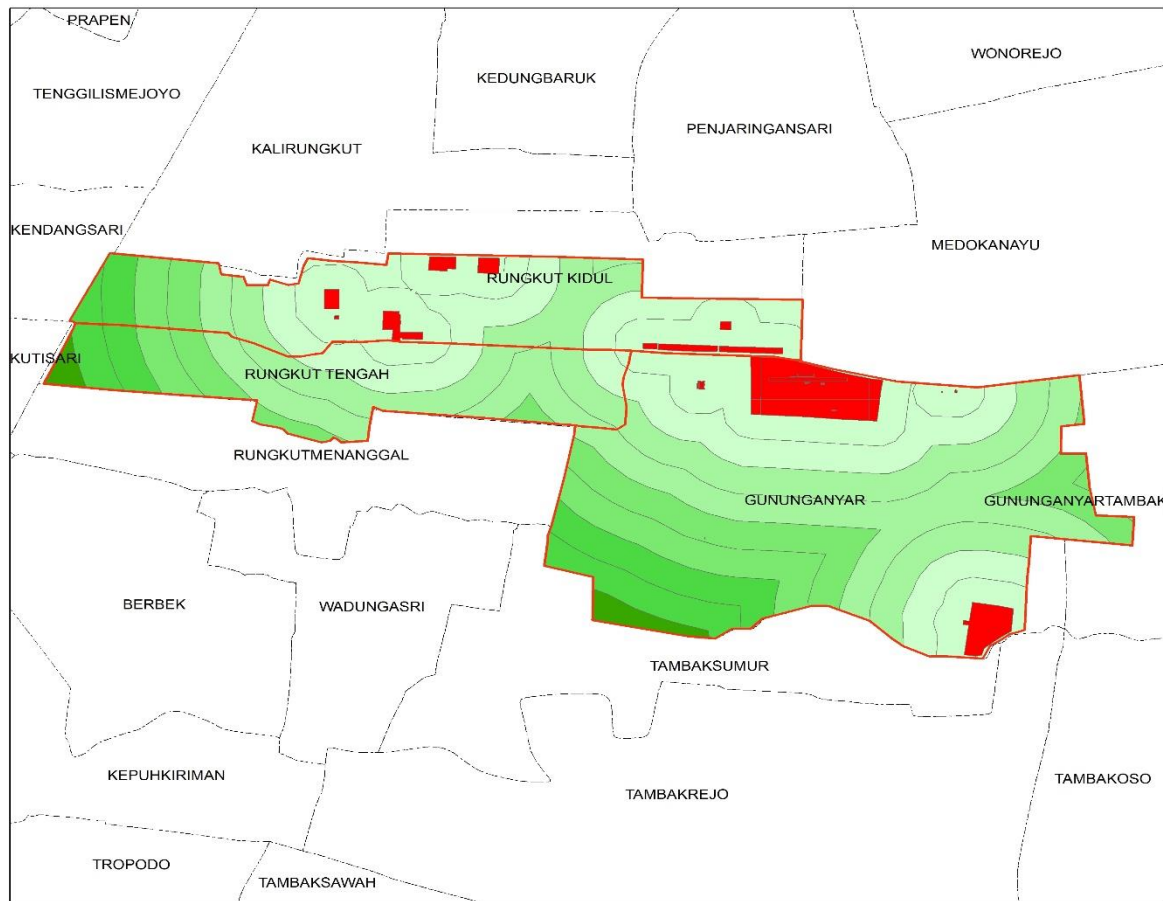 PRAPEN
WONOREJO
KEDUNGBARUK
TENGGILISMEJOYO
PENJARINGANSARI
KALIRUNGKUT
KENDANGSARI
MEDOKANAYU
RUNGKUT KIDUL
KUTISARI
RUNGKUT TENGAH
RUNGKUTMENANGGAL
GUNUNGANYAR
GUNUNGANYARTAMBAK
BERBEK
WADUNGASRI
TAMBAKSUMUR
KEPUHKIRIMAN
TAMBAKOSO
TAMBAKREJO
TROPODO
TAMBAKSAWAH